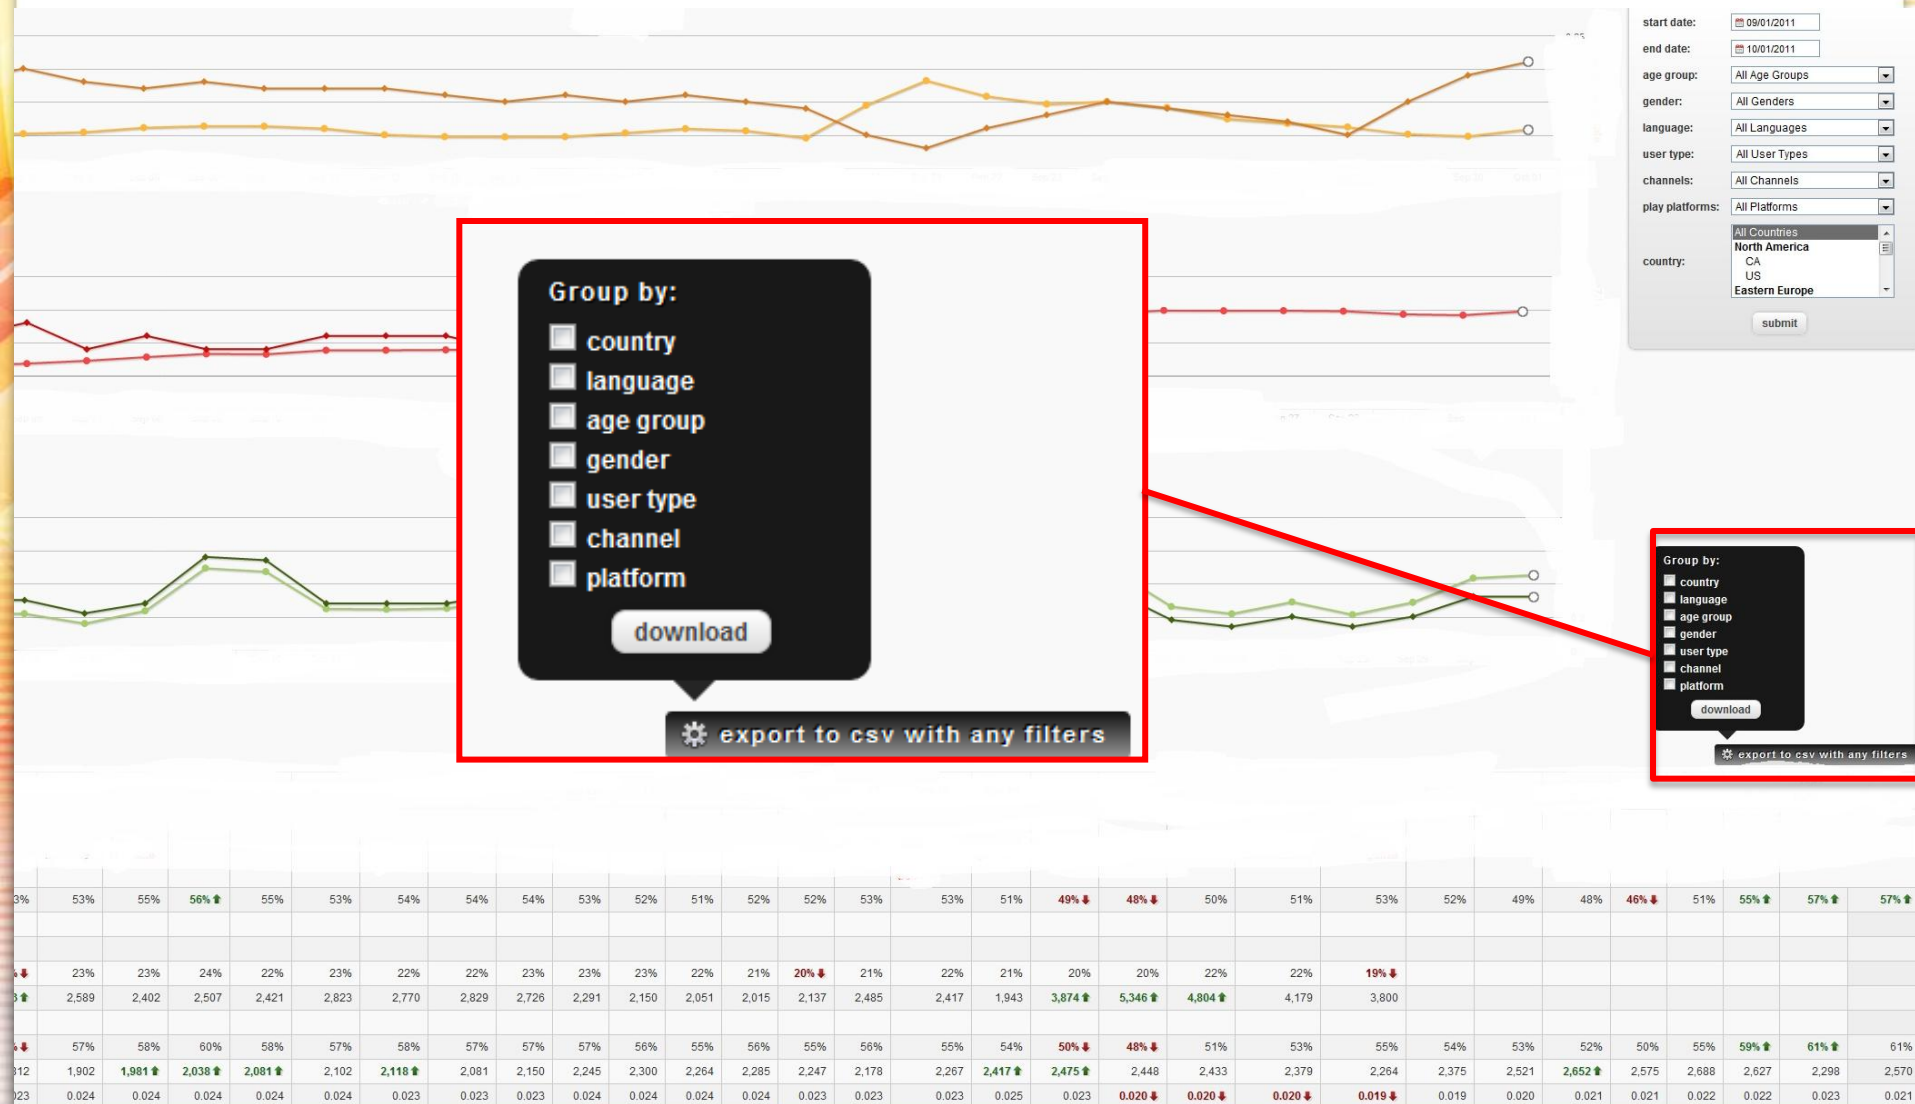 start date: 09/01/2011
end date: 10/01/2011
age group: All Age Groups
gender: All Genders
language: All Languages
user type: All User Types
channels: All Channels
play platforms: All Platforms
country:
All Countries
North America
CA
US
Eastern Europe
submit
Group by:
country
language
age group
gender
user type
channel
platform
download
export to csv with any filters
Group by:
country
language
age group
gender
user type
channel
platform
download
export to csv with any filters
53% 55% 56% 55% 53% 54% 54% 54% 53% 52% 51% 52% 52% 53% 53% 51% 49% 48% 50% 51% 53% 52% 49% 48% 46% 51% 55% 57% 57%
23% 23% 24% 22% 23% 22% 22% 23% 23% 23% 22% 21% 20% 21% 22% 21% 20% 20% 22% 22% 19%
2,589 2,402 2,507 2,421 2,823 2,770 2,829 2,726 2,291 2,150 2,051 2,015 2,137 2,485 2,417 1,943 3,874 5,346 4,804 4,179 3,800
57% 58% 60% 58% 57% 58% 57% 57% 57% 56% 55% 56% 55% 56% 55% 54% 50% 48% 51% 53% 55% 54% 53% 52% 50% 55% 59% 61% 61%
1,902 1,981 2,038 2,081 2,102 2,118 2,081 2,150 2,245 2,300 2,264 2,285 2,247 2,178 2,267 2,417 2,475 2,448 2,433 2,379 2,264 2,375 2,521 2,652 2,575 2,688 2,627 2,298 2,570
0.024 0.024 0.024 0.024 0.024 0.023 0.023 0.023 0.024 0.024 0.024 0.024 0.023 0.023 0.023 0.025 0.023 0.020 0.020 0.020 0.019 0.019 0.020 0.021 0.021 0.022 0.022 0.023 0.021